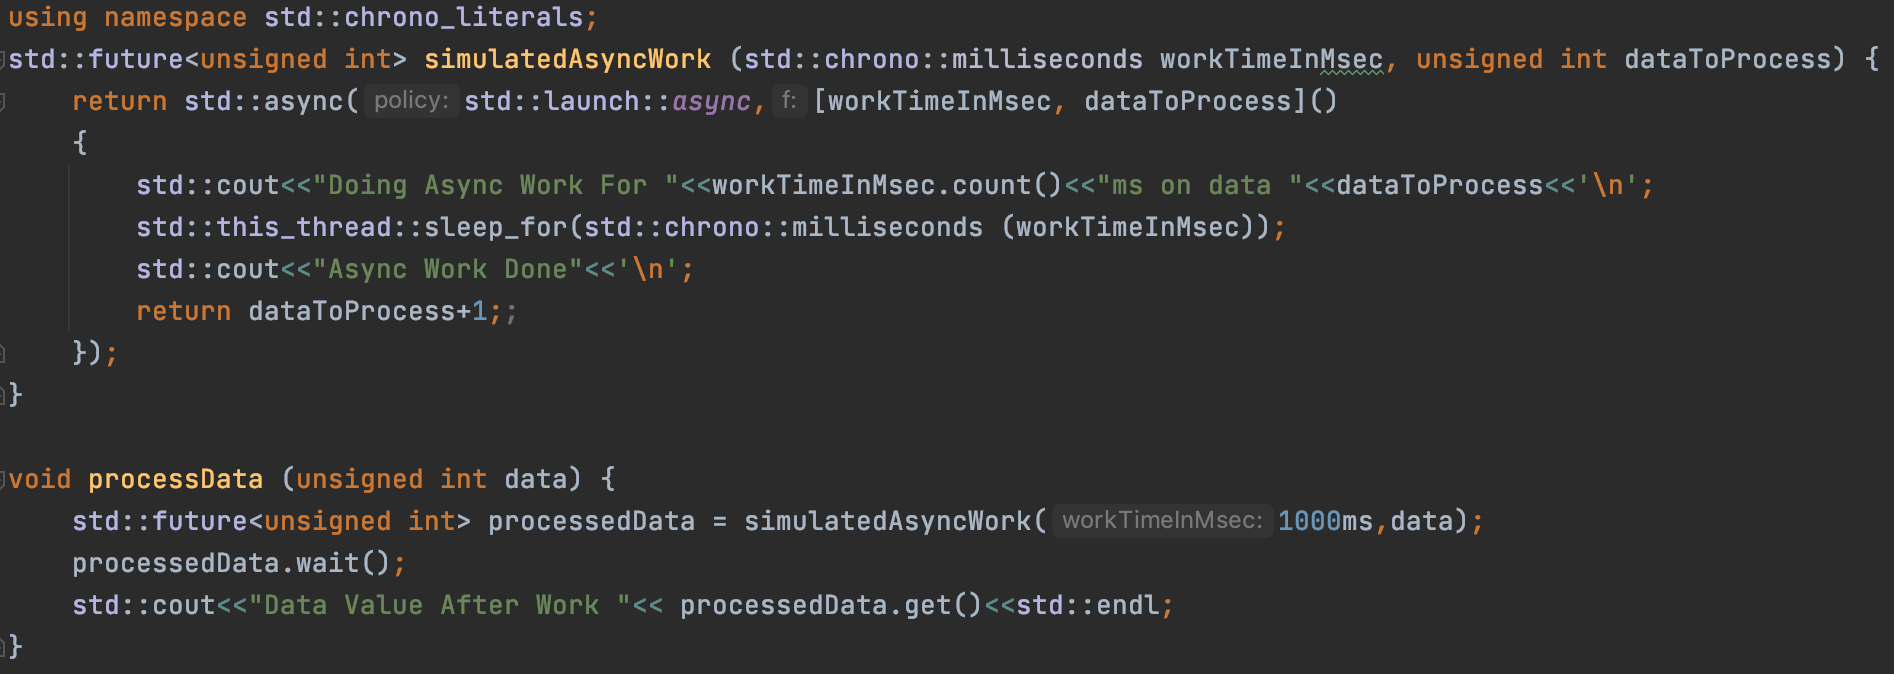 using namespace std::chrono_literals;
std::future<unsigned int> simulatedAsyncWork (std::chrono::milliseconds workTimeInMsec, unsigned int dataToProcess) {
    return std::async( policy: std::launch::async, f: [workTimeInMsec, dataToProcess]()
    {
        std::cout<<"Doing Async Work For "<<workTimeInMsec.count()<<"ms on data "<<dataToProcess<<'\n';
        std::this_thread::sleep_for(std::chrono::milliseconds (workTimeInMsec));
        std::cout<<"Async Work Done"<<'\n';
        return dataToProcess+1;;
    });
}
void processData (unsigned int data) {
    std::future<unsigned int> processedData = simulatedAsyncWork( workTimeInMsec: 1000ms,data);
    processedData.wait();
    std::cout<<"Data Value After Work "<< processedData.get()<<std::endl;
}